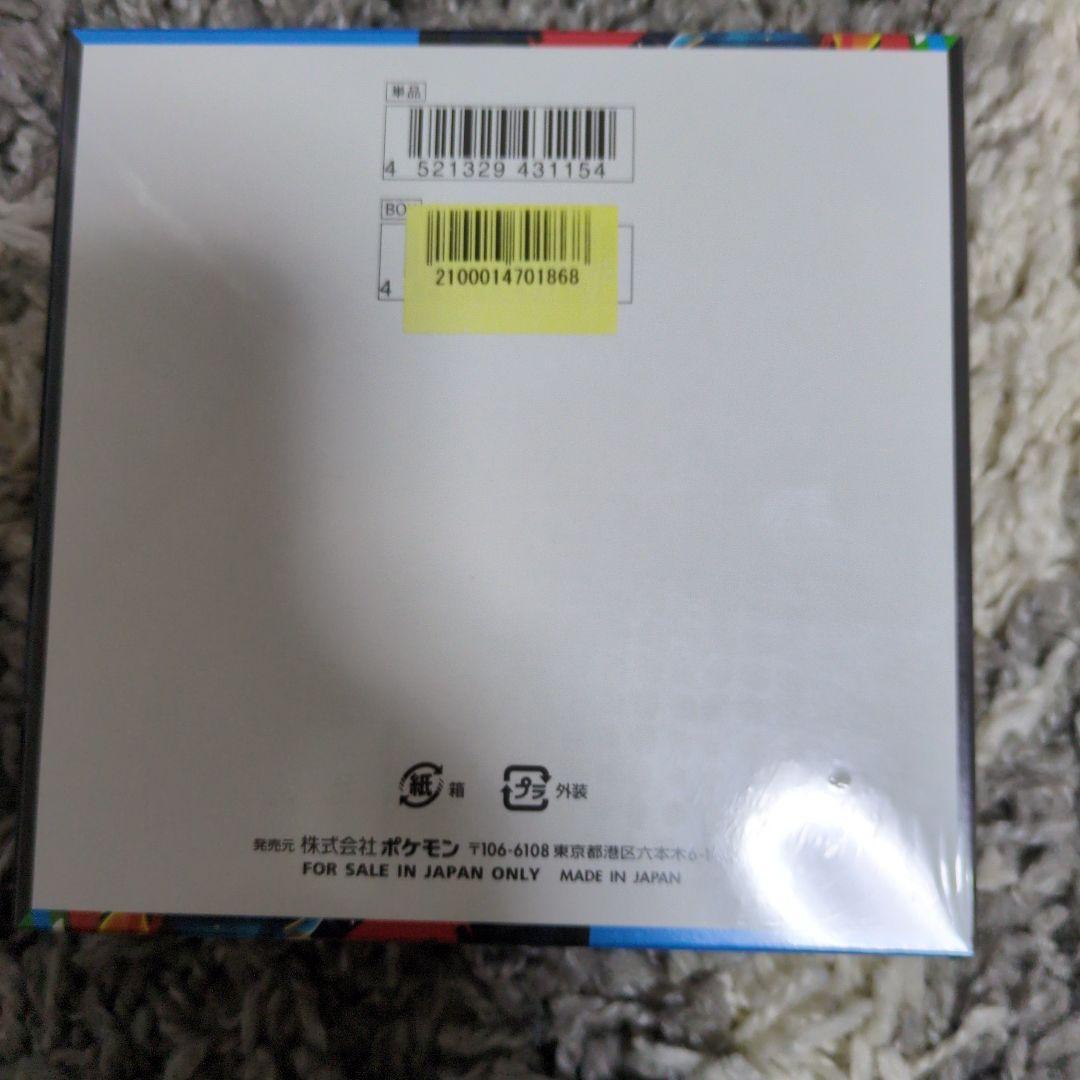 単品
4 521329 431154
BO
4
2100014701868
紙 箱
プラ 外装
発売元 株式会社ポケモン 〒106-6108 東京都港区六本木6-1
FOR SALE IN JAPAN ONLY MADE IN JAPAN